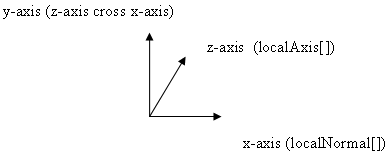 y-axis (z-axis cross x-axis)
z-axis  (localAxis[])
x-axis (localNormal[])